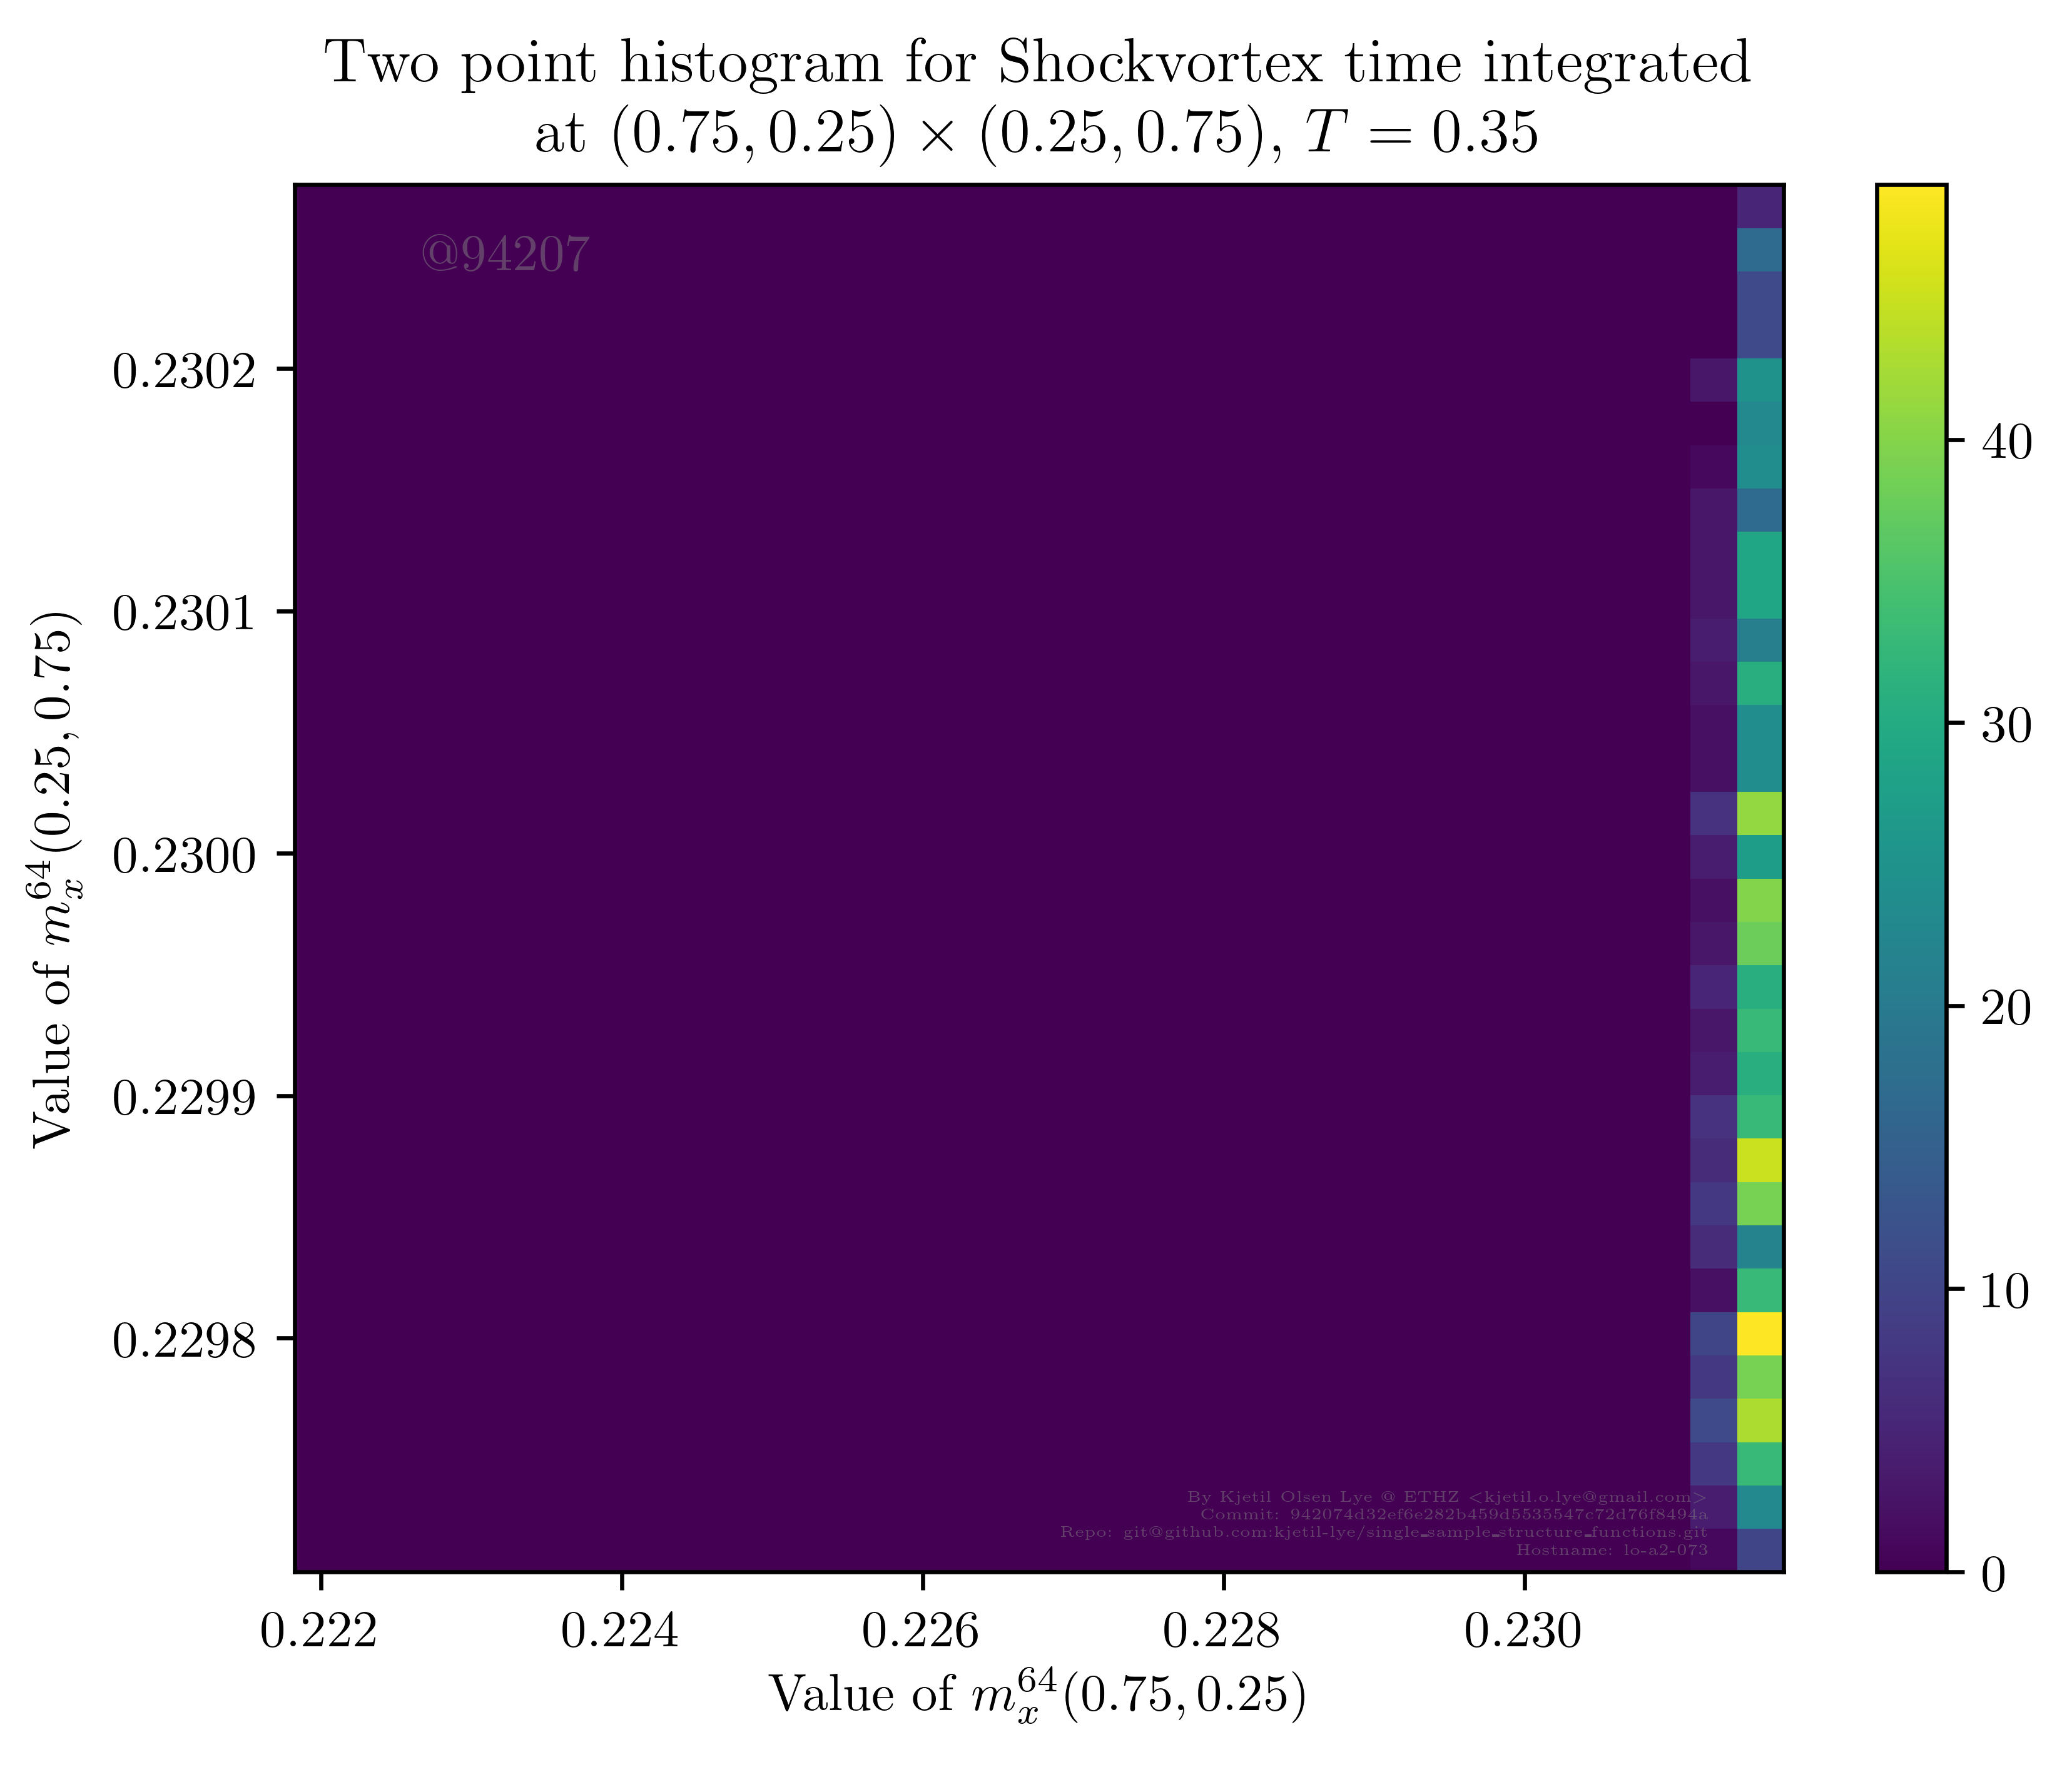 Two point histogram for Shockvortex time integrated
at (0.75, 0.25) × (0.25, 0.75), T = 0.35
@94207
0.2302
0.2301
0.2300
0.2299
0.2298
Value of m_x^64(0.25, 0.75)
40
30
20
10
0
By Kjetil Olsen Lye @ ETHZ <kjetil.o.lye@gmail.com>
Commit: 942074d32ef6e282b459d5535547c72d76f8494a
Repo: git@github.com:kjetil-lye/single_sample_structure_functions.git
Hostname: lo-a2-073
0.222 0.224 0.226 0.228 0.230
Value of m_x^64(0.75, 0.25)